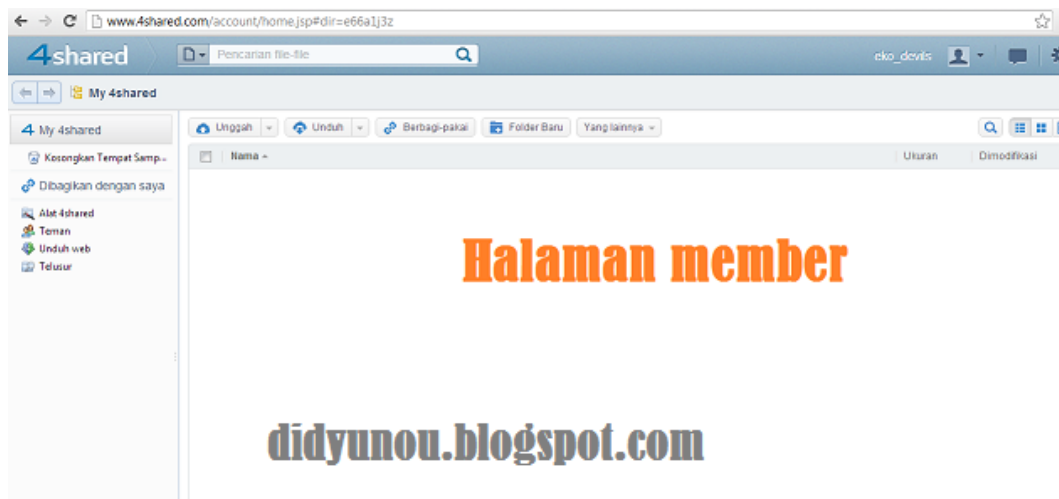 www.4shared.com/account/home.jsp#dir=e66a1j3z
4shared
Pencarian file-file
eko_devils
My 4shared
4 My 4shared
Unggah
Unduh
Berbagi-pakai
Folder Baru
Yang lainnya
Kosongkan Tempat Samp...
Nama
Ukuran
Dimodifikasi
Dibagikan dengan saya
Alat 4shared
Teman
Unduh web
Telusur
Halaman member
didyunou.blogspot.com